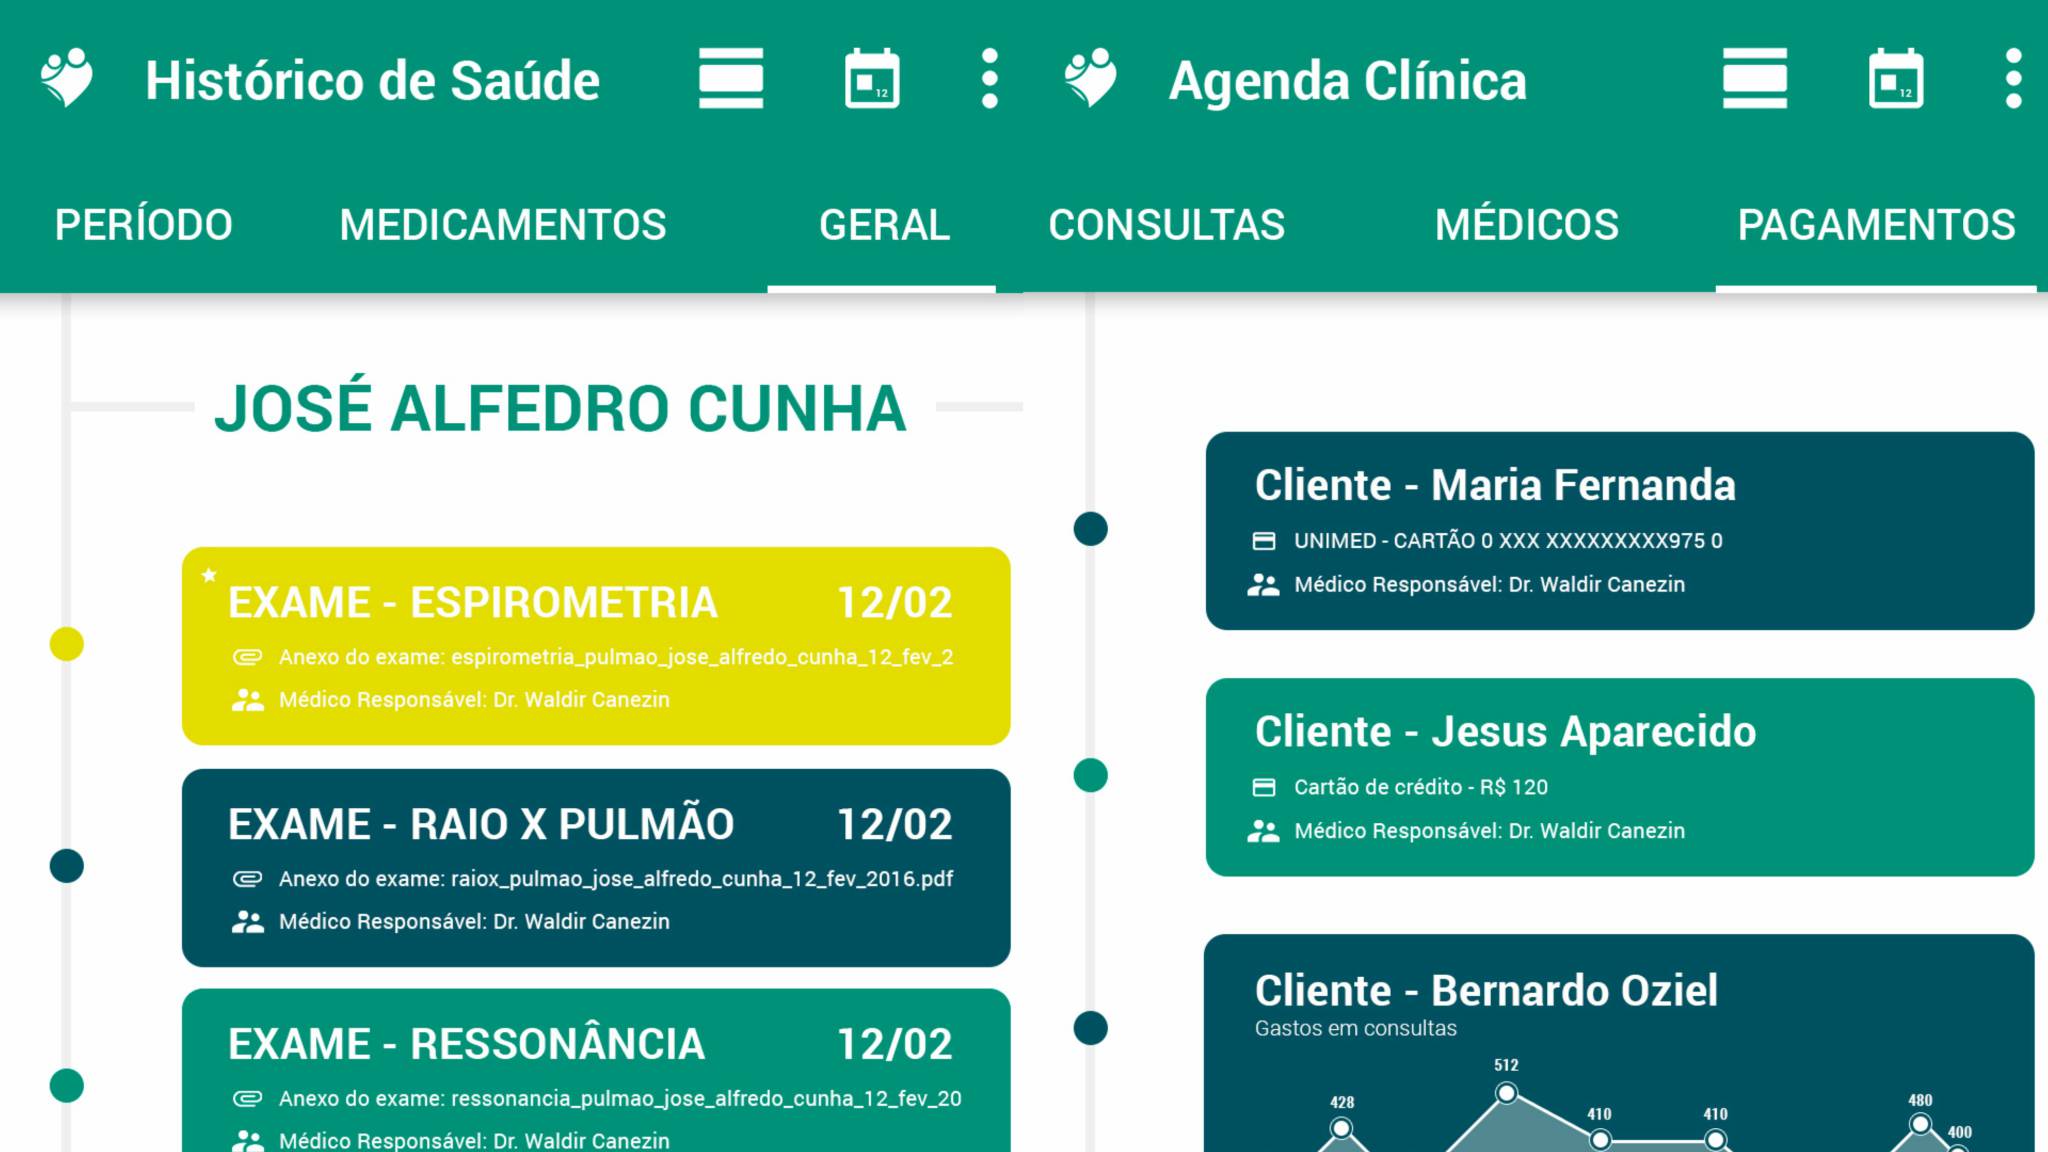 Histórico de Saúde
12
PERÍODO MEDICAMENTOS GERAL
JOSÉ ALFEDRO CUNHA
EXAME - ESPIROMETRIA 12/02
Anexo do exame: espirometria_pulmao_jose_alfredo_cunha_12_fev_2
Médico Responsável: Dr. Waldir Canezin
EXAME - RAIO X PULMÃO 12/02
Anexo do exame: raiox_pulmao_jose_alfredo_cunha_12_fev_2016.pdf
Médico Responsável: Dr. Waldir Canezin
EXAME - RESSONÂNCIA 12/02
Anexo do exame: ressonancia_pulmao_jose_alfredo_cunha_12_fev_20
Médico Responsável: Dr. Waldir Canezin
Agenda Clínica
12
CONSULTAS MÉDICOS PAGAMENTOS
Cliente - Maria Fernanda
UNIMED - CARTÃO 0 XXX XXXXXXXXX975 0
Médico Responsável: Dr. Waldir Canezin
Cliente - Jesus Aparecido
Cartão de crédito - R$ 120
Médico Responsável: Dr. Waldir Canezin
Cliente - Bernardo Oziel
Gastos em consultas
428 512 410 410 480 400